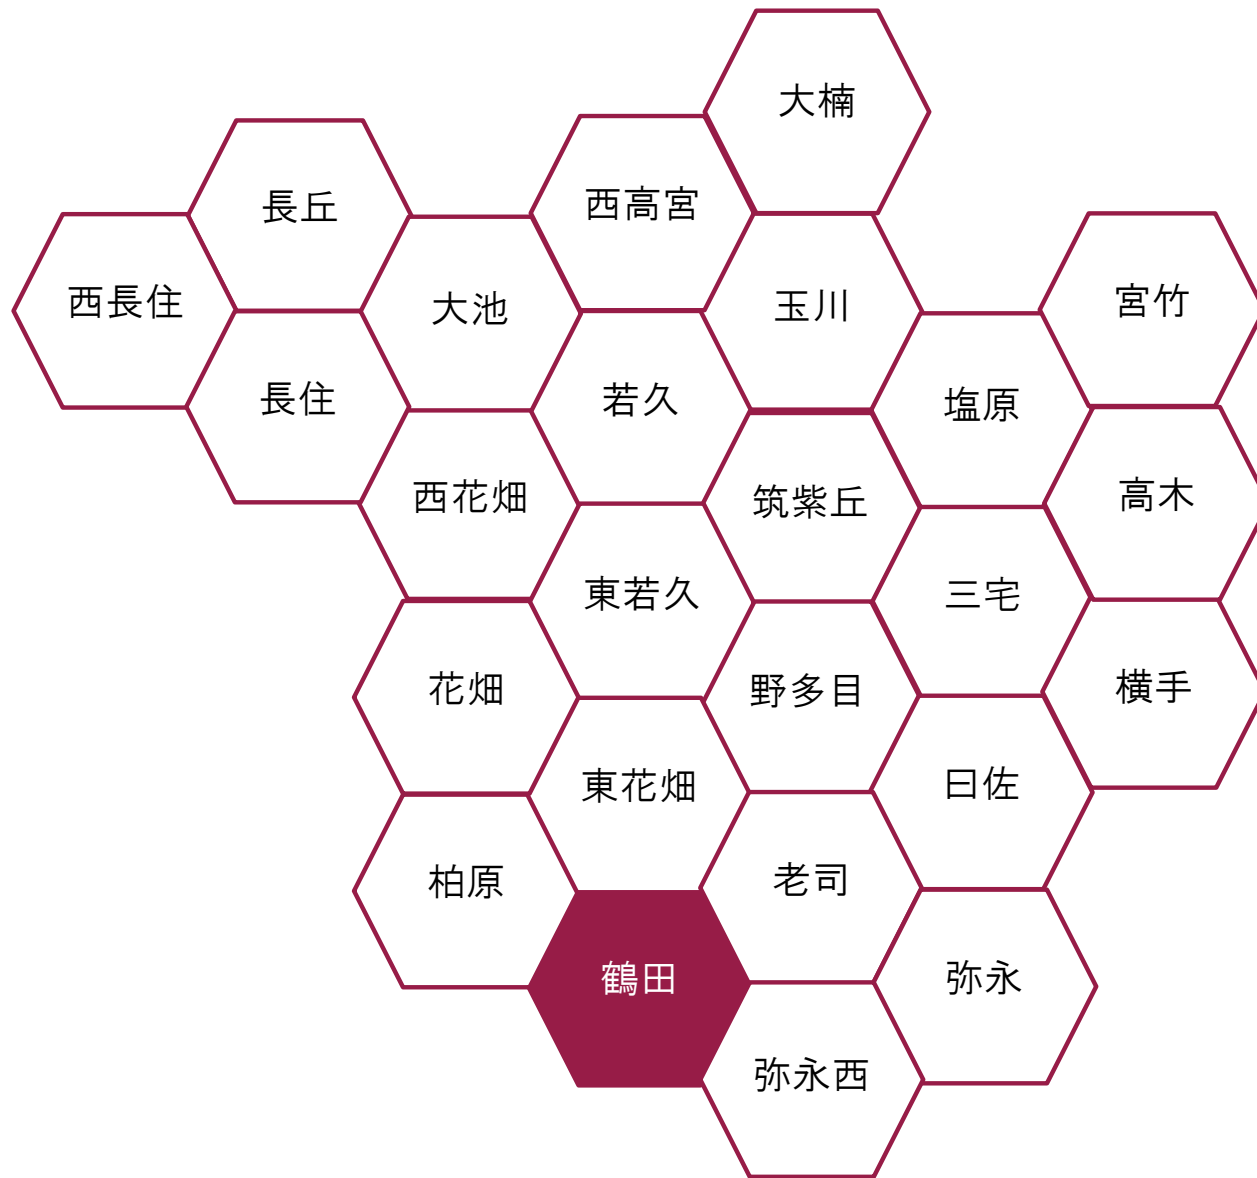 大楠
西高宮
長丘
西長住
大池
玉川
宮竹
長住
若久
塩原
西花畑
筑紫丘
高木
東若久
三宅
花畑
野多目
横手
東花畑
曰佐
柏原
老司
鶴田
弥永
弥永西